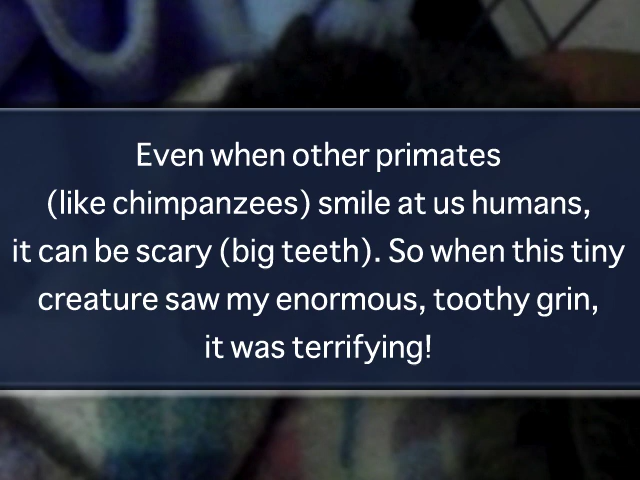 Even when other primates
(like chimpanzees) smile at us humans,
it can be scary (big teeth). So when this tiny
creature saw my enormous, toothy grin,
it was terrifying!